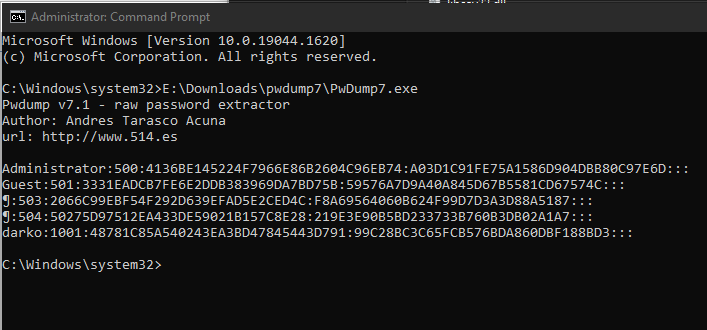 Administrator: Command Prompt
Microsoft Windows [Version 10.0.19044.1620]
(c) Microsoft Corporation. All rights reserved.
C:\Windows\system32>E:\Downloads\pwdump7\PwDump7.exe
Pwdump v7.1 - raw password extractor
Author: Andres Tarasco Acuna
url: http://www.514.es
Administrator:500:4136BE145224F7966E86B2604C96EB74:A03D1C91FE75A1586D904DBB80C97E6D:::
Guest:501:3331EADCB7FE6E2DDB383969DA7BD75B:59576A7D9A40A845D67B5581CD67574C:::
¶:503:2066C99EBF54F292D639EFAD5E2CED4C:F8A69564060B624F99D7D3A3D88A5187:::
¶:504:50275D97512EA433DE59021B157C8E28:219E3E90B5BD233733B760B3DB02A1A7:::
darko:1001:48781C85A540243EA3BD47845443D791:99C28BC3C65FCB576BDA860DBF188BD3:::
C:\Windows\system32>